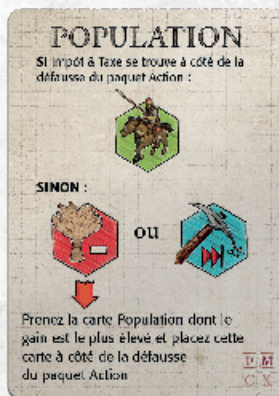 POPULATION
SI Impôt & Taxe se trouve à côté de la
défausse du paquet Action :
SINON :
ou
Prenez la carte Population dont le
gain est le plus élevé et placez cette
carte à côté de la défausse
du paquet Action